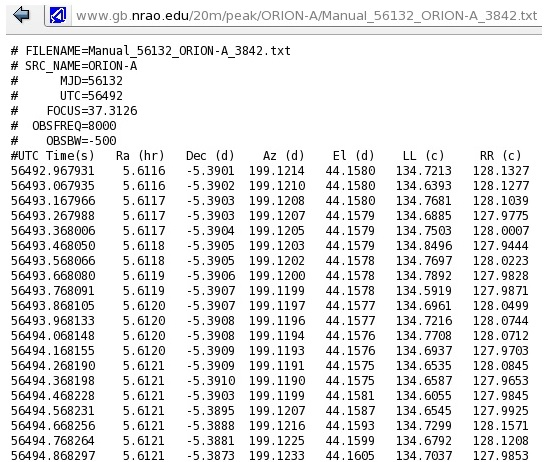 www.gb.nrao.edu/20m/peak/ORION-A/Manual_56132_ORION-A_3842.txt
# FILENAME=Manual_56132_ORION-A_3842.txt
# SRC_NAME=ORION-A
# MJD=56132
# UTC=56492
# FOCUS=37.3126
# OBSFREQ=8000
# OBSBW=-500
#UTC Time(s) Ra (hr) Dec (d) Az (d) El (d) LL (c) RR (c)
56492.967931 5.6116 -5.3901 199.1214 44.1580 134.7213 128.1327
56493.067935 5.6116 -5.3902 199.1210 44.1580 134.6393 128.1277
56493.167966 5.6117 -5.3903 199.1208 44.1580 134.7681 128.1039
56493.267988 5.6117 -5.3903 199.1207 44.1579 134.6885 127.9775
56493.368006 5.6117 -5.3904 199.1205 44.1579 134.7503 128.0007
56493.468050 5.6118 -5.3905 199.1203 44.1579 134.8496 127.9444
56493.568066 5.6118 -5.3905 199.1202 44.1578 134.7697 128.0223
56493.668080 5.6119 -5.3906 199.1200 44.1578 134.7892 127.9828
56493.768091 5.6119 -5.3907 199.1199 44.1578 134.5919 127.9871
56493.868105 5.6120 -5.3907 199.1197 44.1577 134.6961 128.0499
56493.968133 5.6120 -5.3908 199.1196 44.1577 134.7216 128.0744
56494.068148 5.6120 -5.3908 199.1194 44.1576 134.7708 128.0712
56494.168155 5.6120 -5.3909 199.1193 44.1576 134.6937 127.9703
56494.268190 5.6121 -5.3909 199.1191 44.1575 134.6535 128.0845
56494.368198 5.6121 -5.3910 199.1190 44.1575 134.6587 127.9653
56494.468228 5.6121 -5.3903 199.1199 44.1581 134.6055 127.9845
56494.568231 5.6121 -5.3895 199.1207 44.1587 134.6545 127.9925
56494.668256 5.6121 -5.3888 199.1216 44.1593 134.7299 128.1571
56494.768264 5.6121 -5.3881 199.1225 44.1599 134.6792 128.1208
56494.868297 5.6121 -5.3873 199.1233 44.1605 134.7037 127.9853